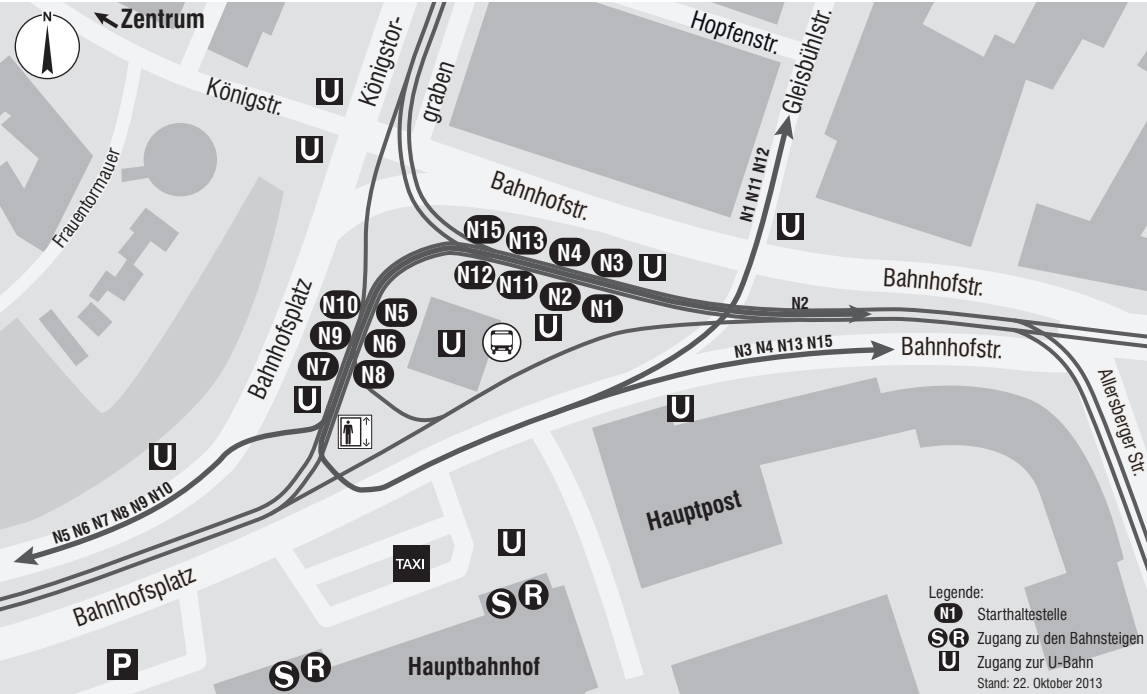 N
Zentrum
Königstor-
graben
Hopfenstr.
Gleisbühlstr.
Königstr.
U
U
Frauentormauer
Bahnhofstr.
N1 N11 N12
U
N15
N13
N4
N3
U
N12
N11
N2
N1
U
Bahnhofstr.
N2
Bahnhofsplatz
N10
N5
N9
N6
N7
N8
U
U
N3 N4 N13 N15
Bahnhofstr.
U
Allersberger Str.
U
N5 N6 N7 N8 N9 N10
Hauptpost
TAXI
U
Bahnhofsplatz
S R
P
S R
Hauptbahnhof
Legende:
N1 Starthaltestelle
S R Zugang zu den Bahnsteigen
U Zugang zur U-Bahn
Stand: 22. Oktober 2013